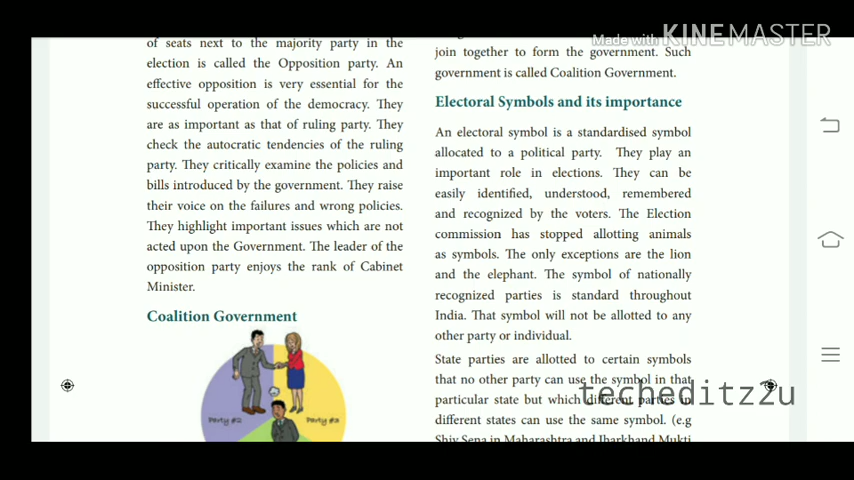 Made with KINEMASTER
of seats next to the majority party in the
election is called the Opposition party. An
effective opposition is very essential for the
successful operation of the democracy. They
are as important as that of ruling party. They
check the autocratic tendencies of the ruling
party. They critically examine the policies and
bills introduced by the government. They raise
their voice on the failures and wrong policies.
They highlight important issues which are not
acted upon the Government. The leader of the
opposition party enjoys the rank of Cabinet
Minister.
Coalition Government
Party #2
Party #3
join together to form the government. Such
government is called Coalition Government.
Electoral Symbols and its importance
An electoral symbol is a standardised symbol
allocated to a political party. They play an
important role in elections. They can be
easily identified, understood, remembered
and recognized by the voters. The Election
commission has stopped allotting animals
as symbols. The only exceptions are the lion
and the elephant. The symbol of nationally
recognized parties is standard throughout
India. That symbol will not be allotted to any
other party or individual.
State parties are allotted to certain symbols
that no other party can use the symbol in that
particular state but which different parties in
different states can use the same symbol. (e.g
Shiv Sena in Maharashtra and Jharkhand Mukti
techeditz2u